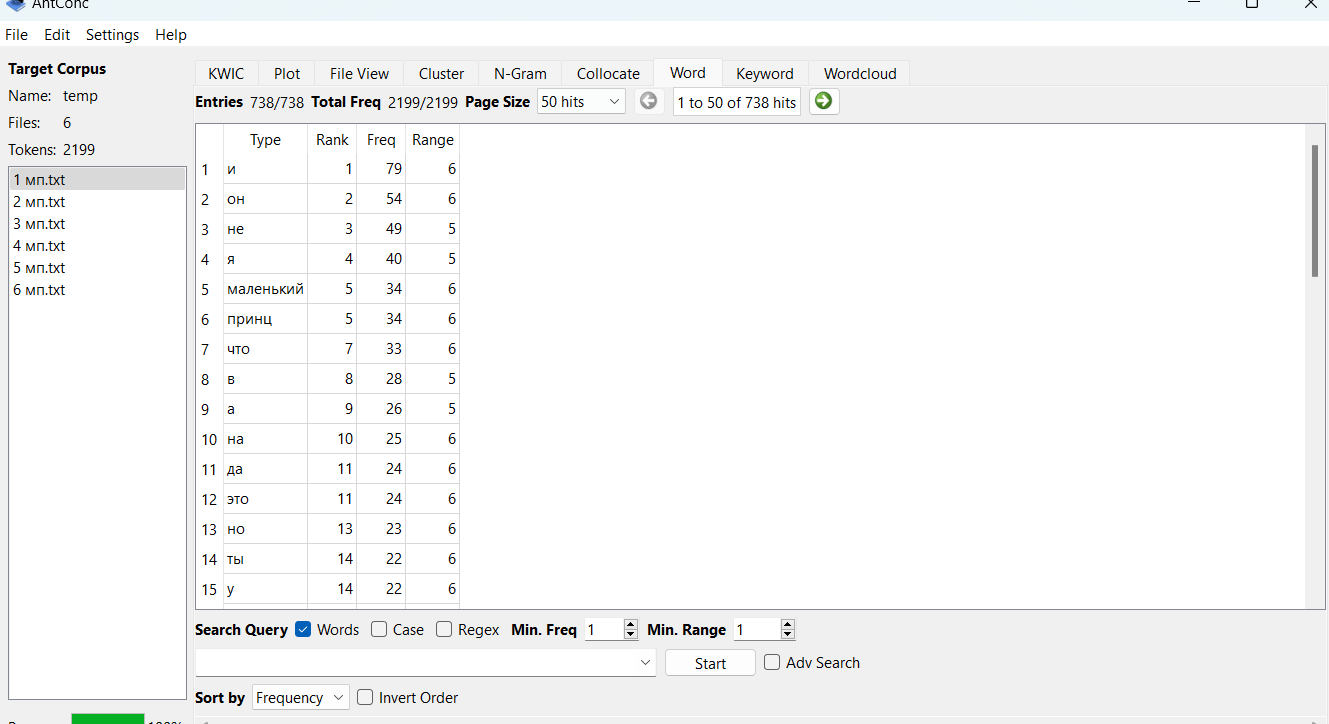 AntConc
File Edit Settings Help
Target Corpus
Name: temp
Files: 6
Tokens: 2199
1 мп.txt
2 мп.txt
3 мп.txt
4 мп.txt
5 мп.txt
6 мп.txt
KWIC Plot File View Cluster N-Gram Collocate Word Keyword Wordcloud
Entries 738/738 Total Freq 2199/2199 Page Size 50 hits 1 to 50 of 738 hits
Type Rank Freq Range
1 и 1 79 6
2 он 2 54 6
3 не 3 49 5
4 я 4 40 5
5 маленький 5 34 6
6 принц 5 34 6
7 что 7 33 6
8 в 8 28 5
9 а 9 26 5
10 на 10 25 6
11 да 11 24 6
12 это 11 24 6
13 но 13 23 6
14 ты 14 22 6
15 у 14 22 6
Search Query Words Case Regex Min. Freq 1 Min. Range 1
Start Adv Search
Sort by Frequency Invert Order
100%